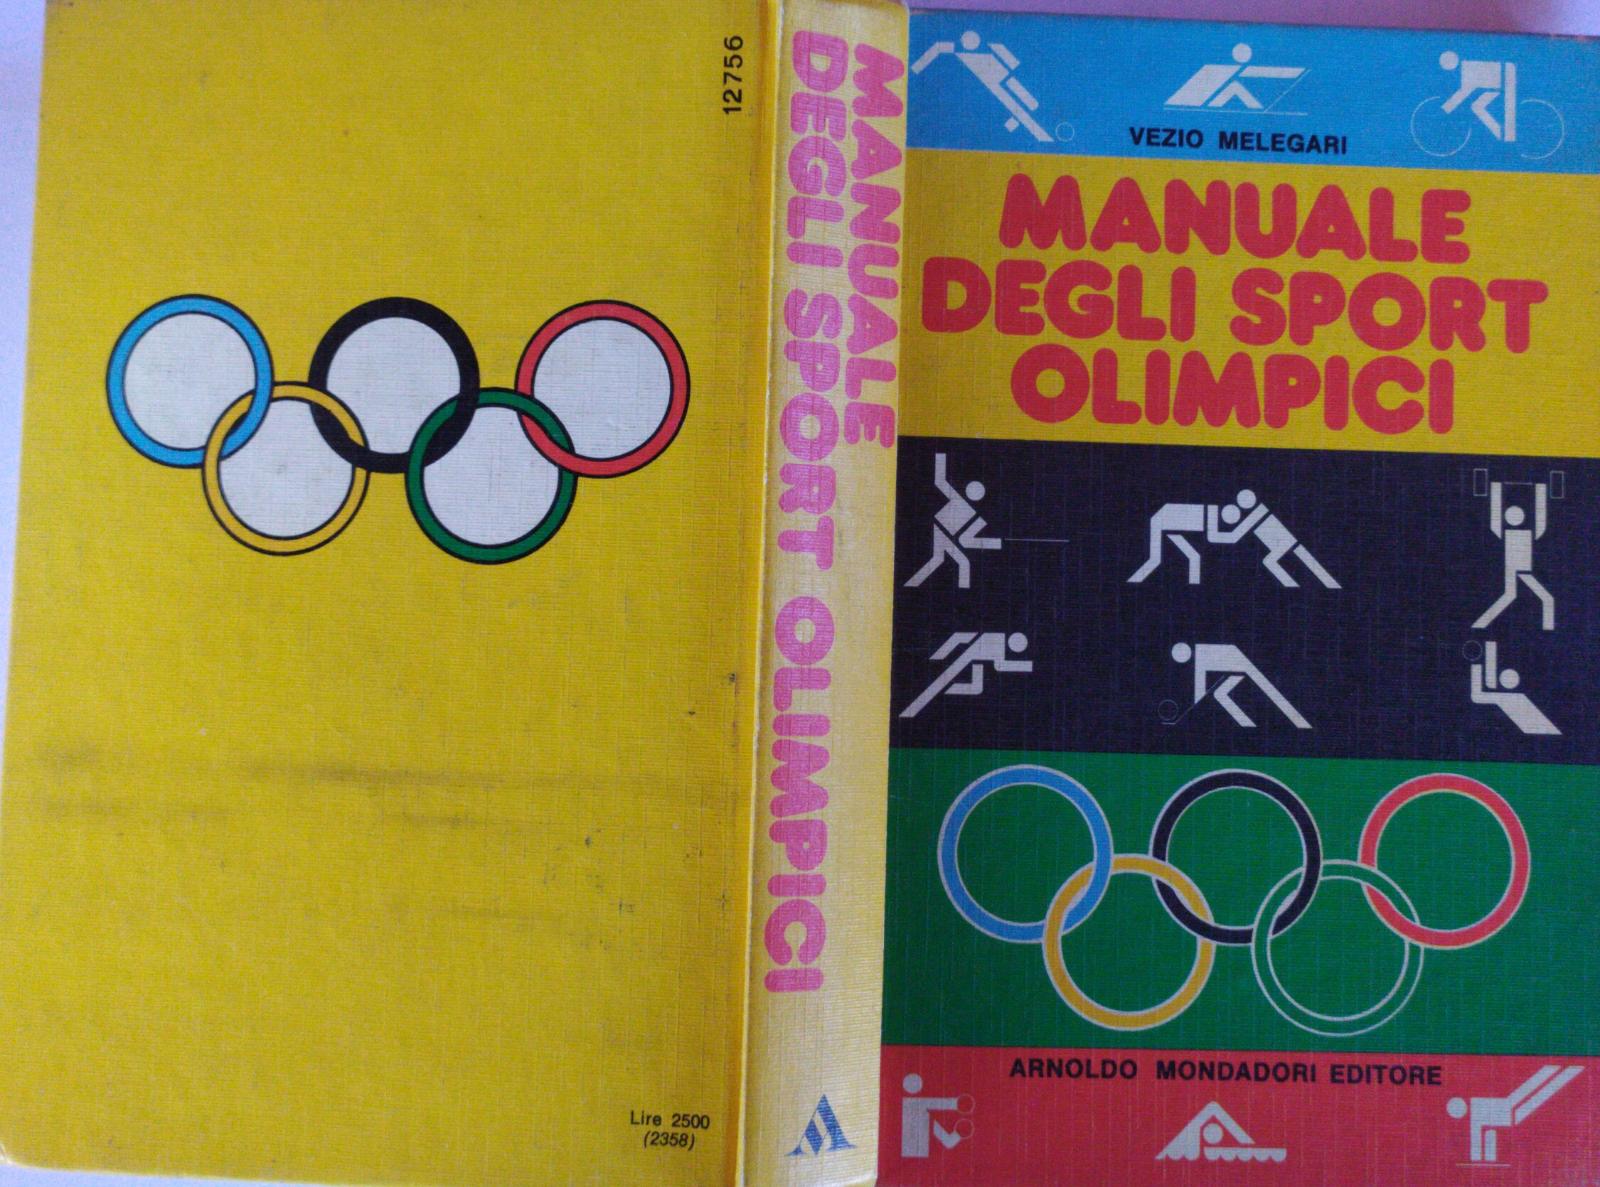 12756
Lire 2500
(2358)
MANUALE
DEGLI SPORT OLIMPICI
VEZIO MELEGARI
MANUALE
DEGLI SPORT
OLIMPICI
ARNOLDO MONDADORI EDITORE